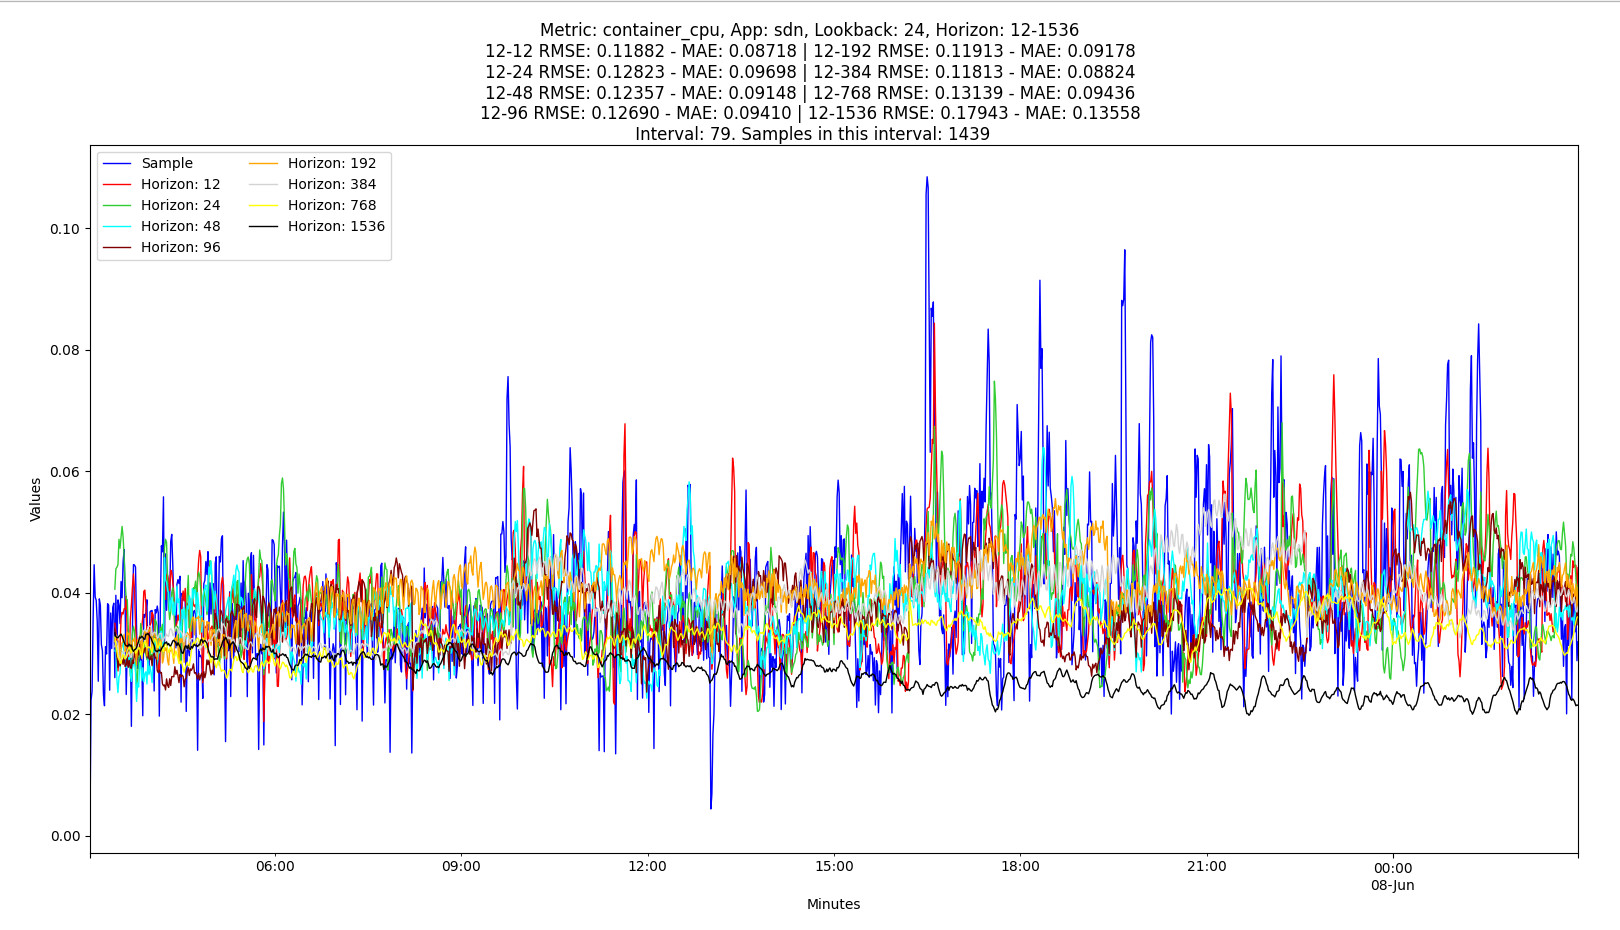 Metric: container_cpu, App: sdn, Lookback: 24, Horizon: 12-1536
12-12 RMSE: 0.11882 - MAE: 0.08718 | 12-192 RMSE: 0.11913 - MAE: 0.09178
12-24 RMSE: 0.12823 - MAE: 0.09698 | 12-384 RMSE: 0.11813 - MAE: 0.08824
12-48 RMSE: 0.12357 - MAE: 0.09148 | 12-768 RMSE: 0.13139 - MAE: 0.09436
12-96 RMSE: 0.12690 - MAE: 0.09410 | 12-1536 RMSE: 0.17943 - MAE: 0.13558
Interval: 79. Samples in this interval: 1439
Sample
Horizon: 12
Horizon: 24
Horizon: 48
Horizon: 96
Horizon: 192
Horizon: 384
Horizon: 768
Horizon: 1536
Values
0.10
0.08
0.06
0.04
0.02
0.00
06:00 09:00 12:00 15:00 18:00 21:00 00:00
08-Jun
Minutes